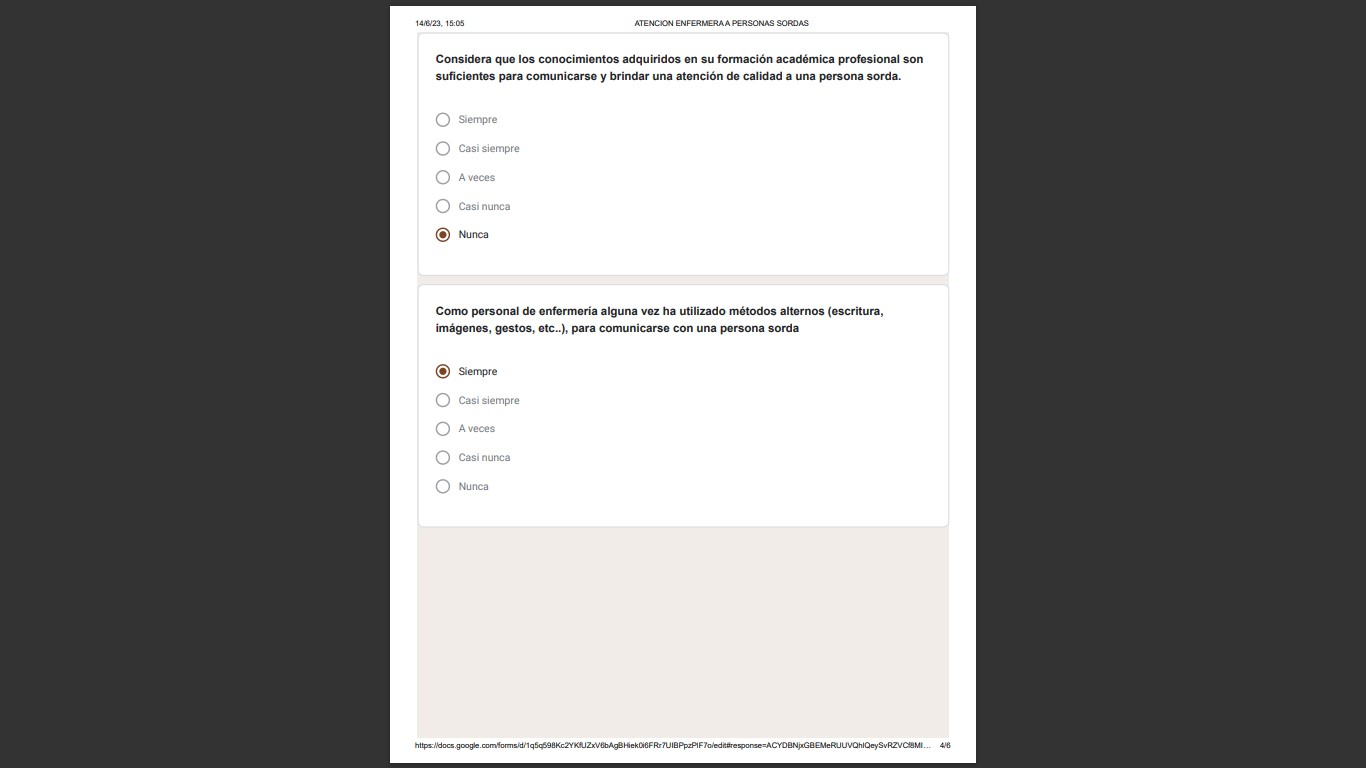 14/6/23, 15:05 ATENCION ENFERMERA A PERSONAS SORDAS
Considera que los conocimientos adquiridos en su formación académica profesional son
suficientes para comunicarse y brindar una atención de calidad a una persona sorda.
Siempre
Casi siempre
A veces
Casi nunca
Nunca
Como personal de enfermería alguna vez ha utilizado métodos alternos (escritura,
imágenes, gestos, etc..), para comunicarse con una persona sorda
Siempre
Casi siempre
A veces
Casi nunca
Nunca
4/6